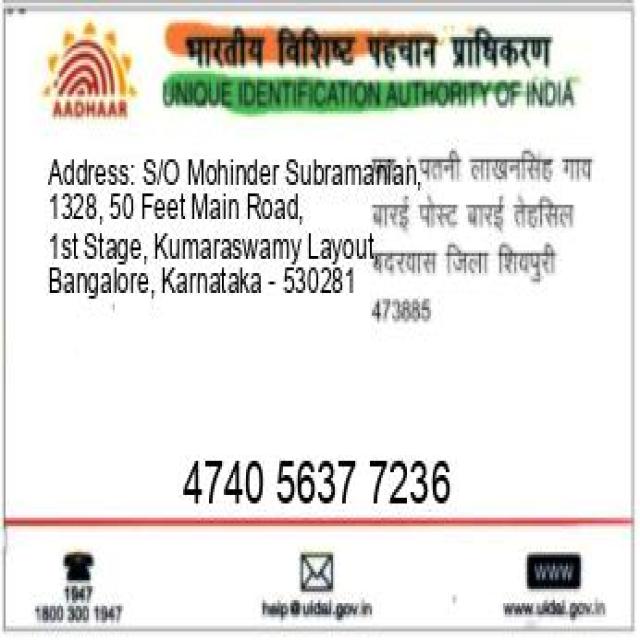 भारतीय विशिष्ट पहचान प्राधिकरण
AADHAAR
UNIQUE IDENTIFICATION AUTHORITY OF INDIA
Address: S/O Mohinder Subramanian,
1328, 50 Feet Main Road,
1st Stage, Kumaraswamy Layout,
Bangalore, Karnataka - 530281
: पतनी लाखनसिंह गाव
बारई पोस्ट बारई तेहसिल
बदरवास जिला शिवपुरी
473885
4740 5637 7236
1947
1800 300 1947
help@uidai.gov.in
www
www.uidai.gov.in